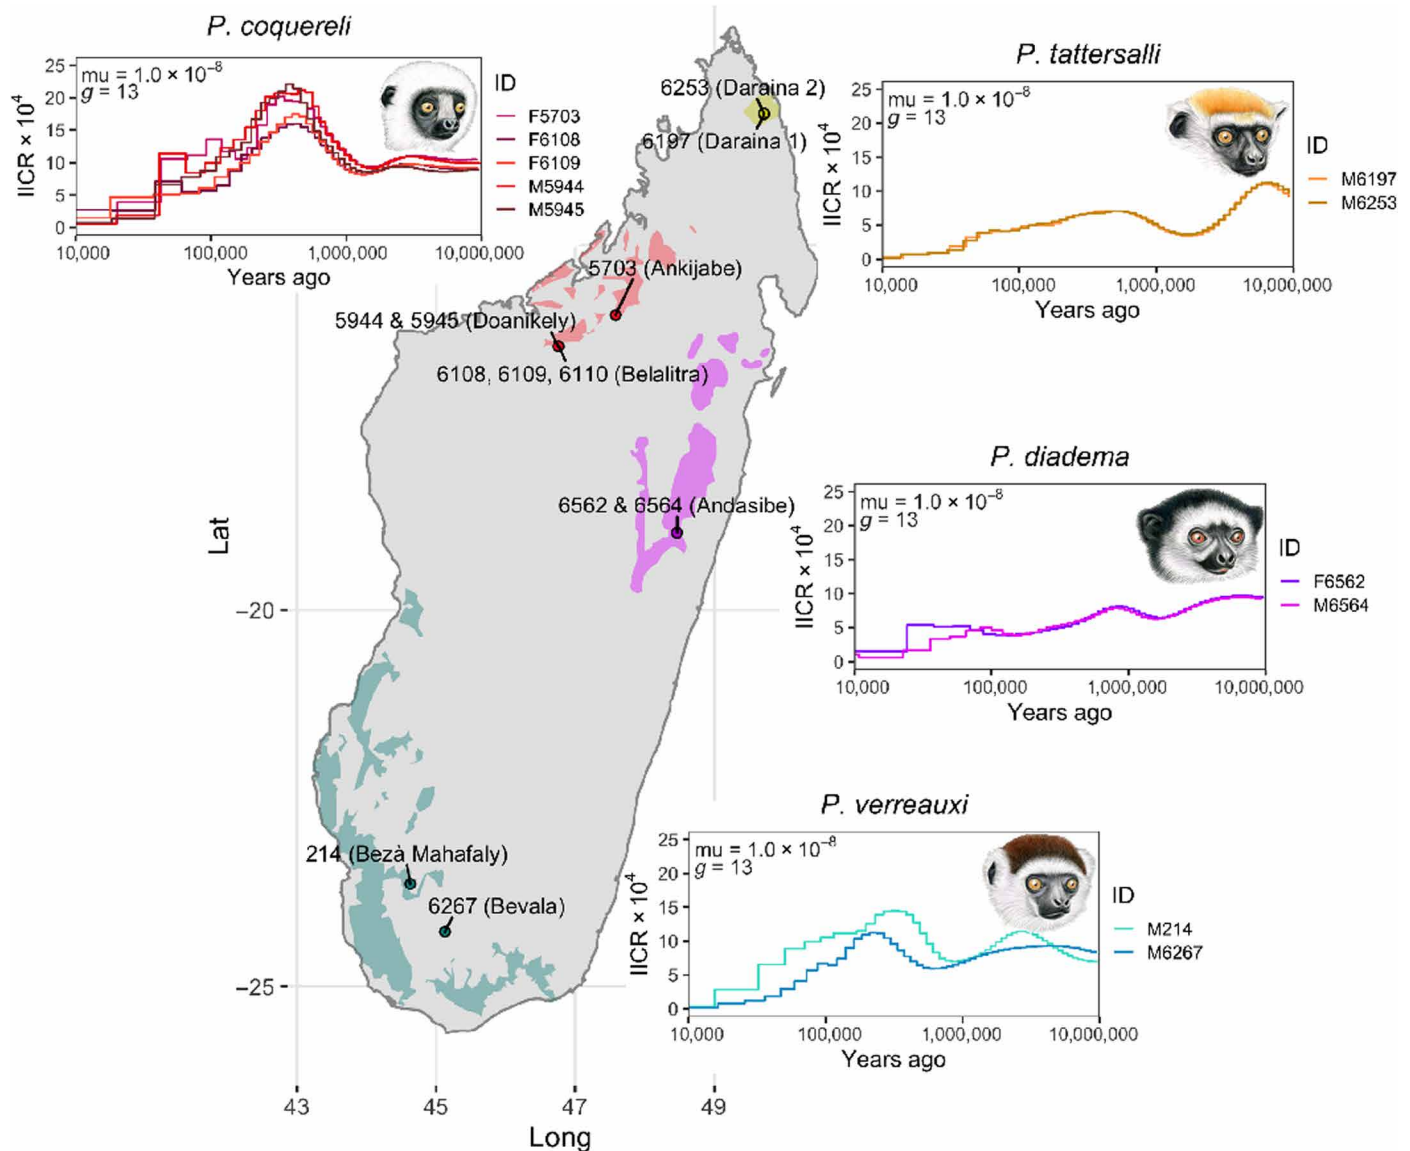 P. coquereli
25
20
15
10
5
0
IICR × 10⁴
mu = 1.0 × 10⁻⁸
g = 13
10,000
100,000
1,000,000
10,000,000
Years ago
ID
F5703
F6108
F6109
M5944
M5945
P. tattersalli
25
20
15
10
5
0
IICR × 10⁴
mu = 1.0 × 10⁻⁸
g = 13
10,000
100,000
1,000,000
10,000,000
Years ago
ID
M6197
M6253
6253 (Daraina 2)
6197 (Daraina 1)
5703 (Ankijabe)
5944 & 5945 (Doanikely)
6108, 6109, 6110 (Belalitra)
6562 & 6564 (Andasibe)
P. diadema
25
20
15
10
5
0
IICR × 10⁴
mu = 1.0 × 10⁻⁸
g = 13
10,000
100,000
1,000,000
10,000,000
Years ago
ID
F6562
M6564
Lat
−20
−25
214 (Bezà Mahafaly)
6267 (Bevala)
P. verreauxi
25
20
15
10
5
0
IICR × 10⁴
mu = 1.0 × 10⁻⁸
g = 13
10,000
100,000
1,000,000
10,000,000
Years ago
ID
M214
M6267
43
45
47
49
Long